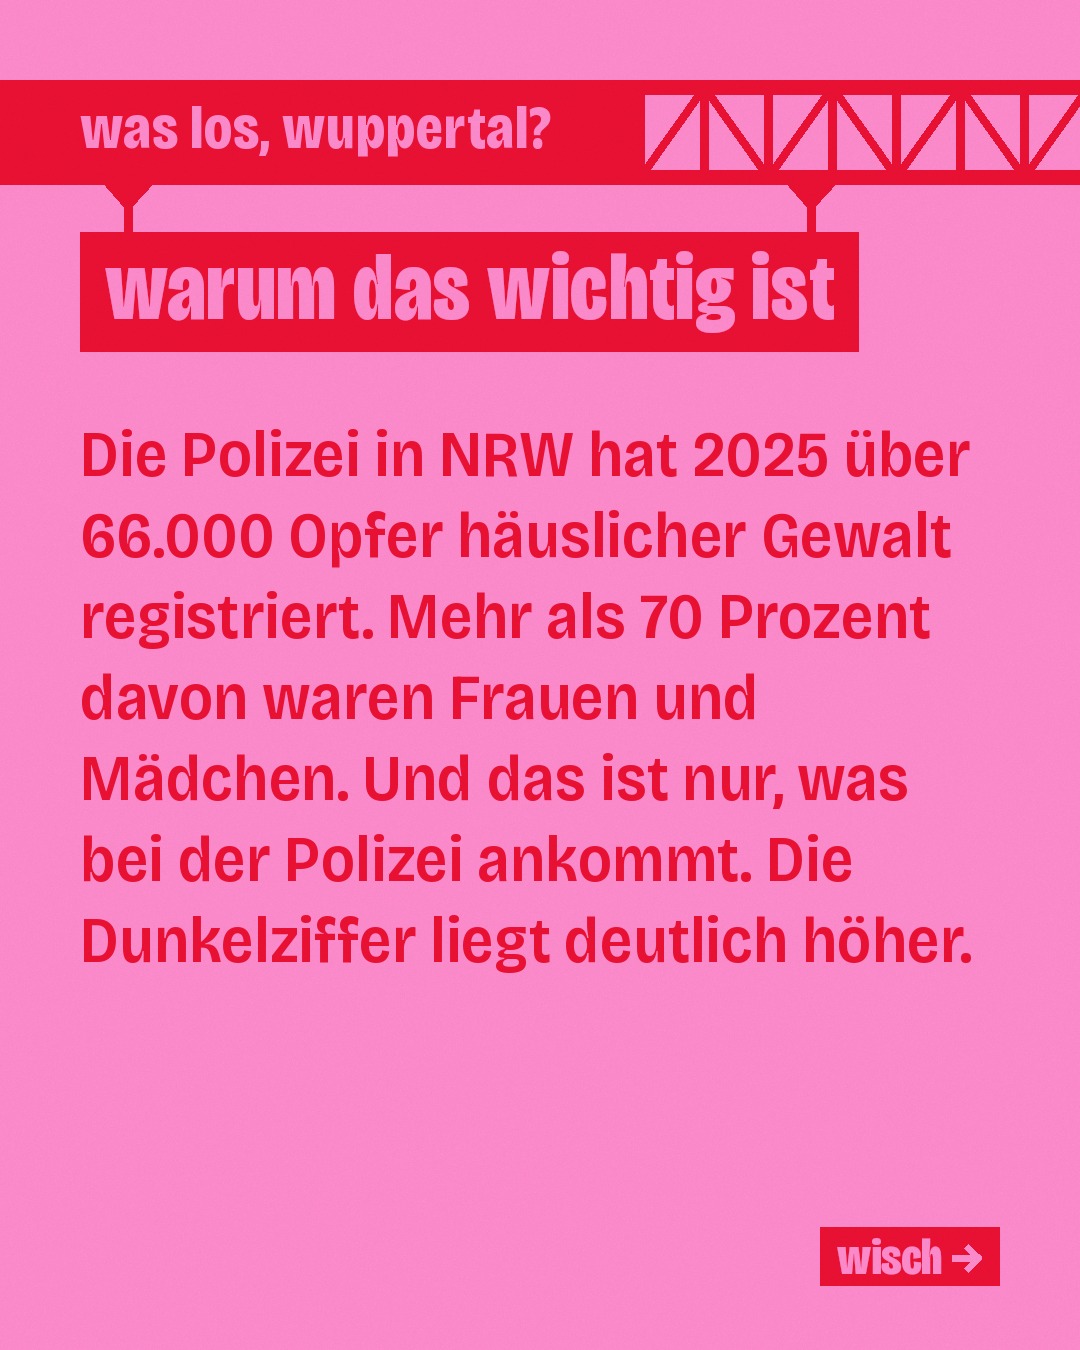 was los, wuppertal?
warum das wichtig ist
Die Polizei in NRW hat 2025 über
66.000 Opfer häuslicher Gewalt
registriert. Mehr als 70 Prozent
davon waren Frauen und
Mädchen. Und das ist nur, was
bei der Polizei ankommt. Die
Dunkelziffer liegt deutlich höher.
wisch →